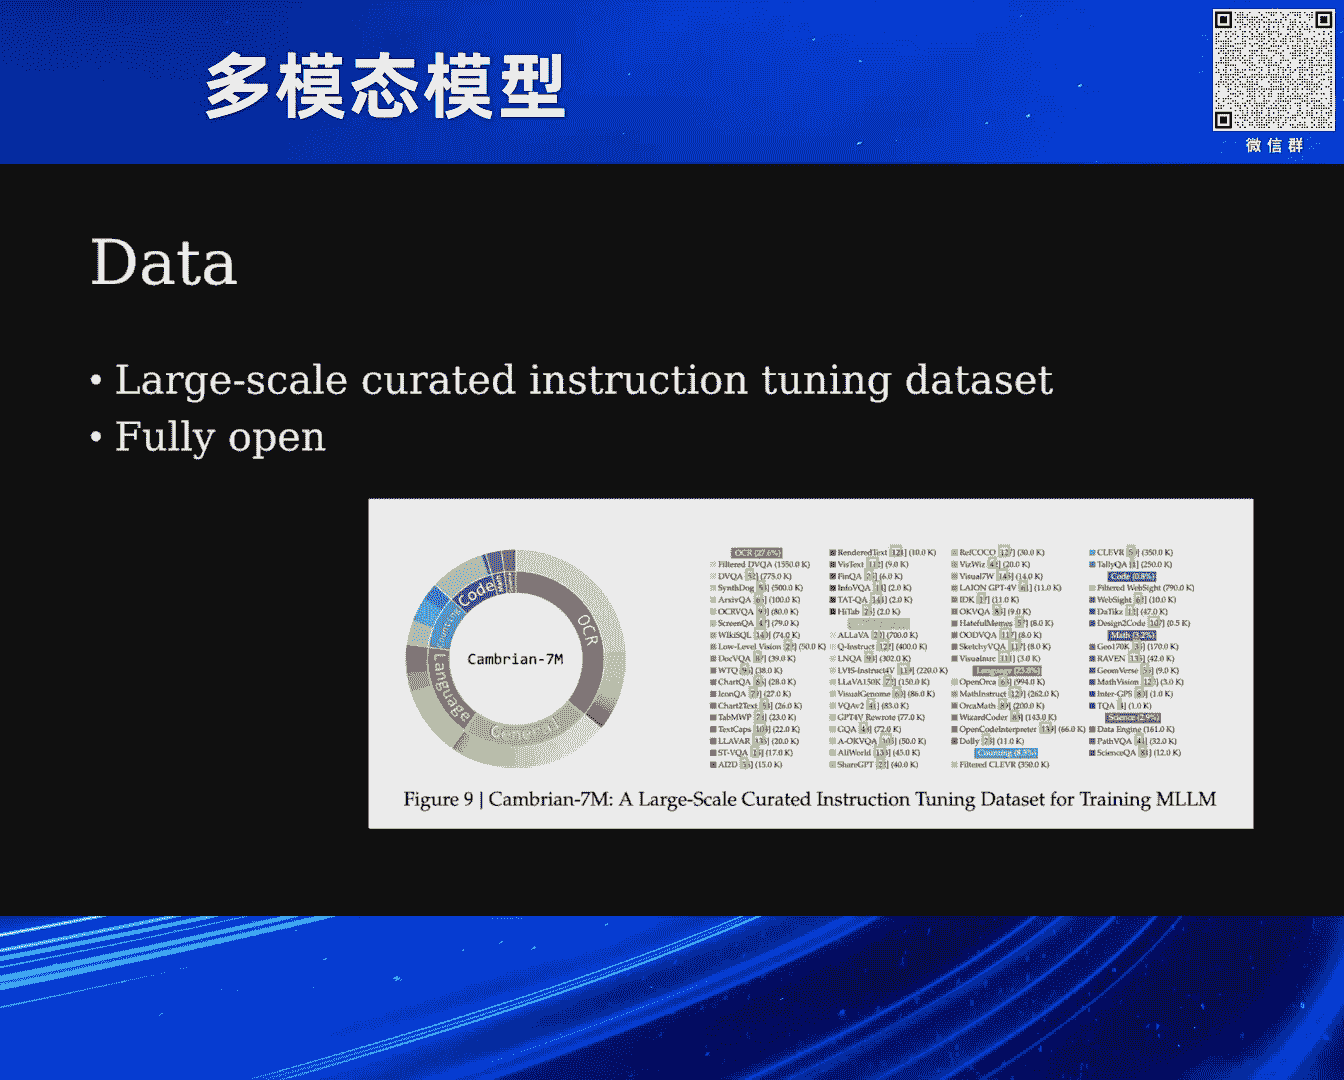 多模态模型
微信群
Data
• Large-scale curated instruction tuning dataset
• Fully open
Code
Language
OCR
General
Cambrian-7M
OCR (27.6%)
Filtered DVQA (1550.0 K)
DVQA (775.0 K)
SynthDog (500.0 K)
ArxivQA (100.0 K)
OCRVQA (80.0 K)
ScreenQA (79.0 K)
WikiSQL (74.0 K)
Low-Level Vision (50.0 K)
DocVQA (39.0 K)
WTQ (38.0 K)
ChartQA (28.0 K)
IconQA (27.0 K)
Chart2Text (26.0 K)
TabMWP (23.0 K)
TextCaps (22.0 K)
LLAVAR (20.0 K)
ST-VQA (17.0 K)
AI2D (15.0 K)
RenderedText (10.0 K)
VisText (9.0 K)
FinQA (6.0 K)
InfoVQA (2.0 K)
TAT-QA (2.0 K)
HiTab (2.0 K)
ALLaVA (700.0 K)
Q-Instruct (400.0 K)
LNQA (302.0 K)
LVIS-Instruct4V (220.0 K)
LLaVA150K (150.0 K)
VisualGenome (86.0 K)
VQAv2 (83.0 K)
GPT4V Rewrote (77.0 K)
GQA (72.0 K)
A-OKVQA (50.0 K)
AlfWorld (45.0 K)
ShareGPT (40.0 K)
RefCOCO (30.0 K)
VizWiz (20.0 K)
Visual7W (14.0 K)
LAION GPT-4V (11.0 K)
IDK (11.0 K)
OKVQA (9.0 K)
HatefulMemes (8.0 K)
OODVQA (8.0 K)
SketchyVQA (8.0 K)
Visualmrc (3.0 K)
Language (23.8%)
OpenOrca (994.0 K)
MathInstruct (262.0 K)
OrcaMath (200.0 K)
WizardCoder (143.0 K)
OpenCodeInterpreter (66.0 K)
Dolly (11.0 K)
Counting (8.5%)
Filtered CLEVR (350.0 K)
CLEVR (350.0 K)
TallyQA (250.0 K)
Code (0.8%)
Filtered WebSight (790.0 K)
WebSight (10.0 K)
DaTikz (47.0 K)
Design2Code (0.5 K)
Math (3.2%)
Geo170K (170.0 K)
RAVEN (42.0 K)
GeomVerse (9.0 K)
MathVision (3.0 K)
Inter-GPS (1.0 K)
TQA (1.0 K)
Science (2.9%)
Data Engine (161.0 K)
PathVQA (32.0 K)
ScienceQA (12.0 K)
Figure 9 | Cambrian-7M: A Large-Scale Curated Instruction Tuning Dataset for Training MLLM